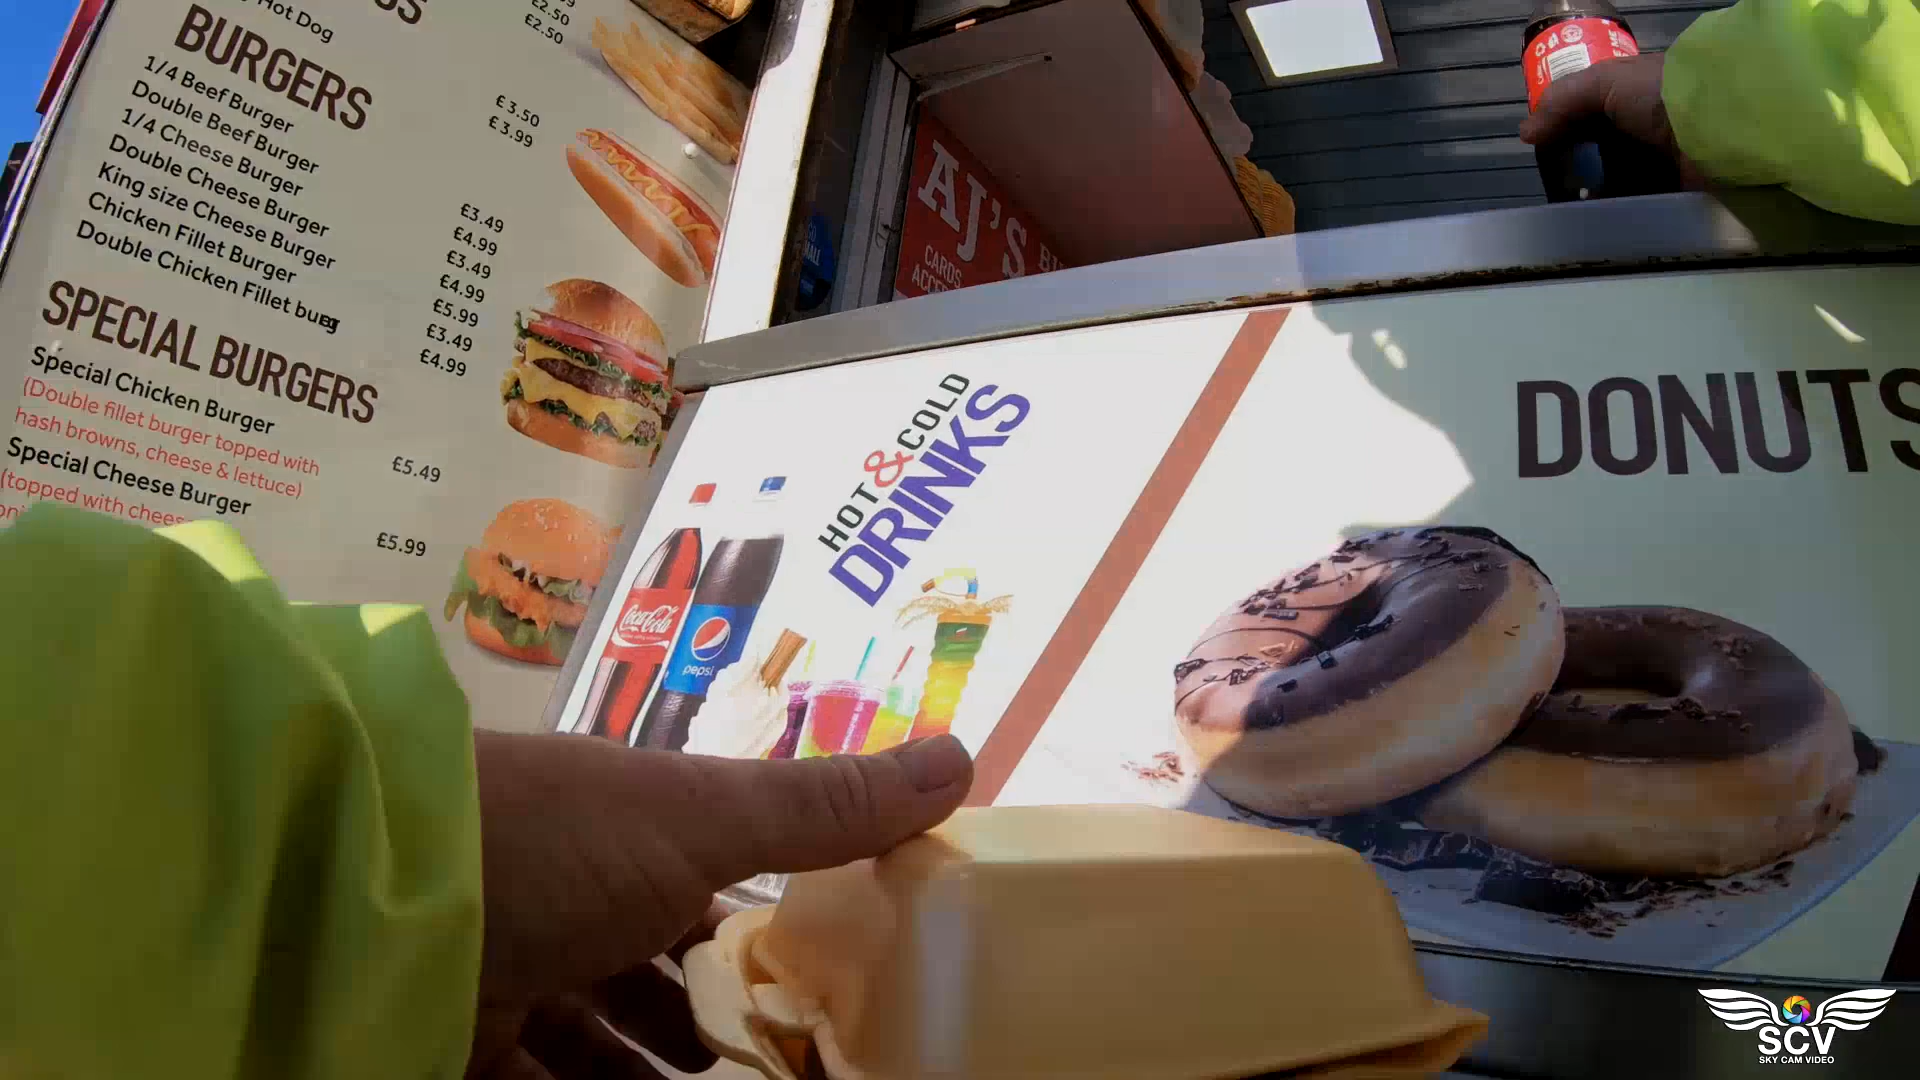 Hot Dog
£2.50
£2.50
BURGERS
1/4 Beef Burger £3.50
Double Beef Burger £3.99
1/4 Cheese Burger £3.49
Double Cheese Burger £4.99
King size Cheese Burger £3.49
Chicken Fillet Burger £4.99
Double Chicken Fillet burg £5.99
£3.49
£4.99
SPECIAL BURGERS
Special Chicken Burger
(Double fillet burger topped with
hash browns, cheese & lettuce) £5.49
Special Cheese Burger
(topped with chees
£5.99
AJ'S
CARDS
HOT & COLD
DRINKS
Coca-Cola
pepsi
DONUTS
SCV
SKY CAM VIDEO